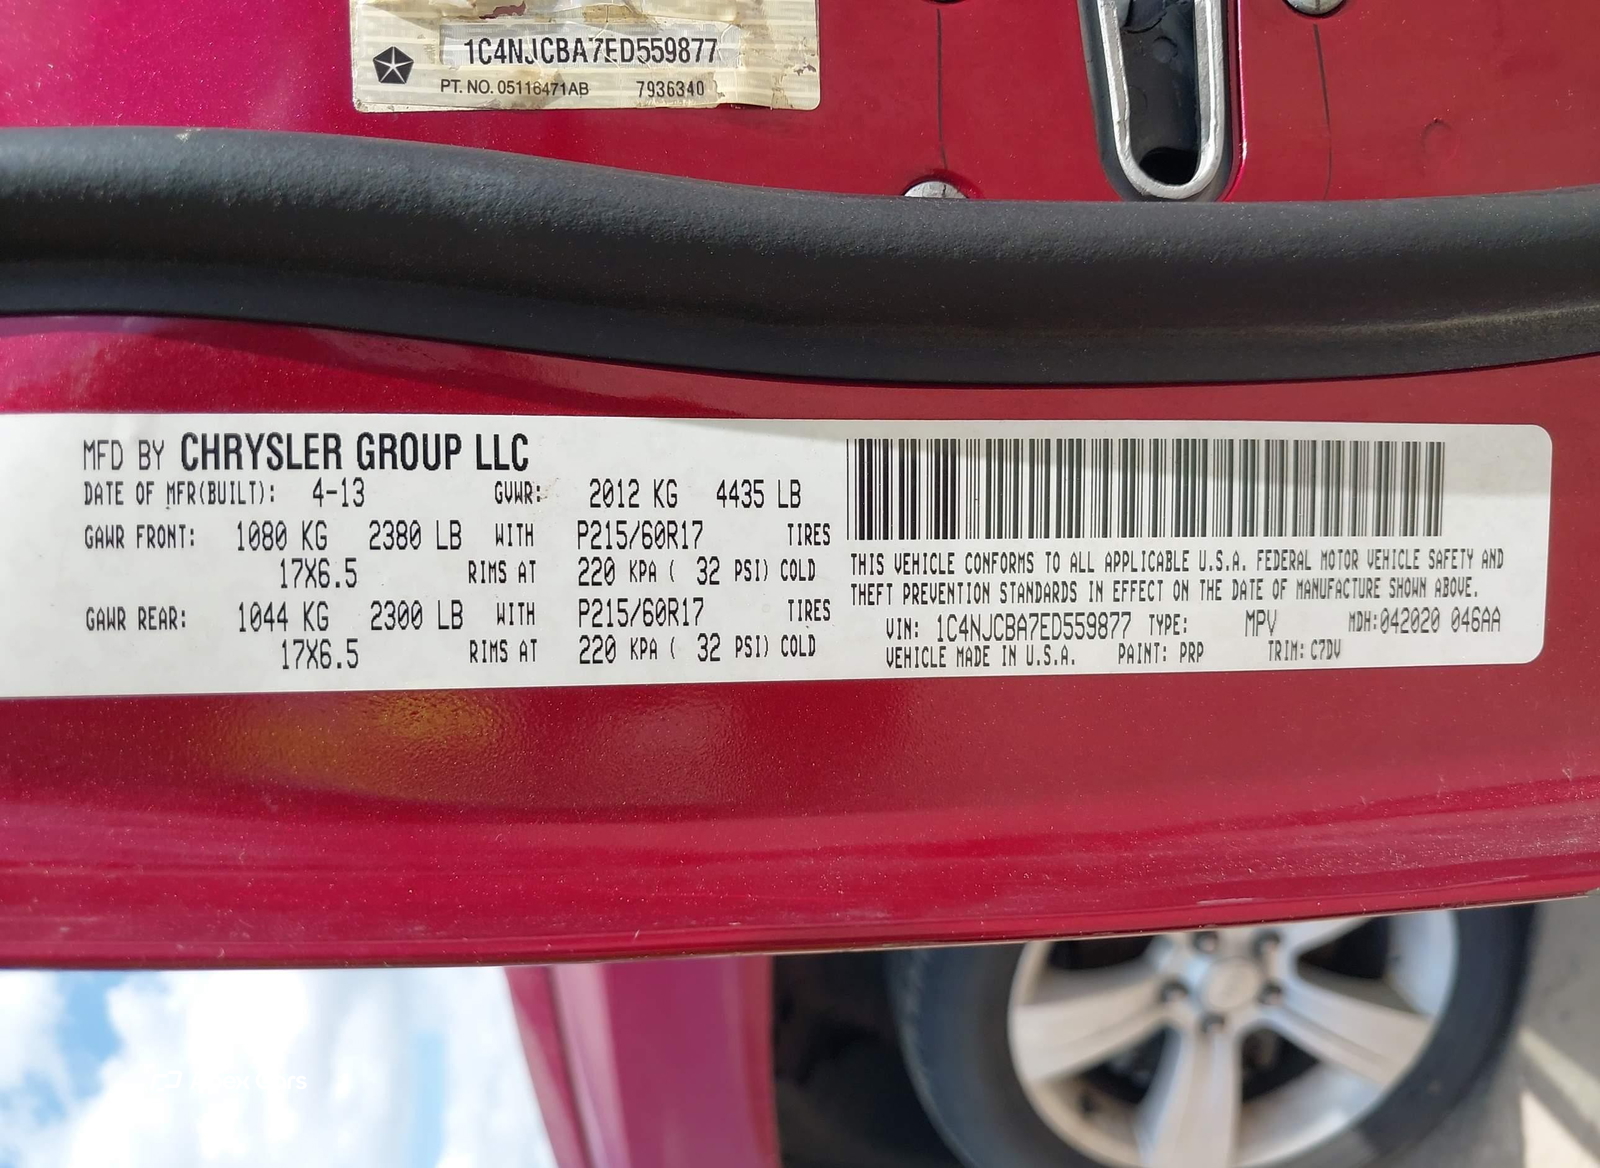 1C4NJCBA7ED559877
PT. NO. 05116471AB 7936340
MFD BY CHRYSLER GROUP LLC
DATE OF MFR(BUILT): 4-13 GVWR: 2012 KG 4435 LB
GAWR FRONT: 1080 KG 2380 LB WITH P215/60R17 TIRES
17X6.5 RIMS AT 220 KPA ( 32 PSI) COLD
GAWR REAR: 1044 KG 2300 LB WITH P215/60R17 TIRES
17X6.5 RIMS AT 220 KPA ( 32 PSI) COLD
THIS VEHICLE CONFORMS TO ALL APPLICABLE U.S.A. FEDERAL MOTOR VEHICLE SAFETY AND
THEFT PREVENTION STANDARDS IN EFFECT ON THE DATE OF MANUFACTURE SHOWN ABOVE.
VIN: 1C4NJCBA7ED559877 TYPE: MPV MDH:042020 046AA
VEHICLE MADE IN U.S.A. PAINT: PRP TRIM: C7DV